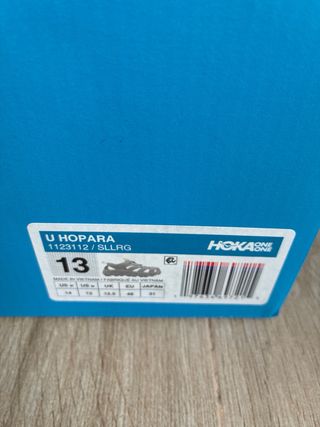 U HOPARA
1123112 / SLLRG
HOKA ONE ONE
13
MADE IN VIETNAM / FABRIQUÉ AU VIETNAM
US UK EU JAPAN
14 13 12.5 48 31